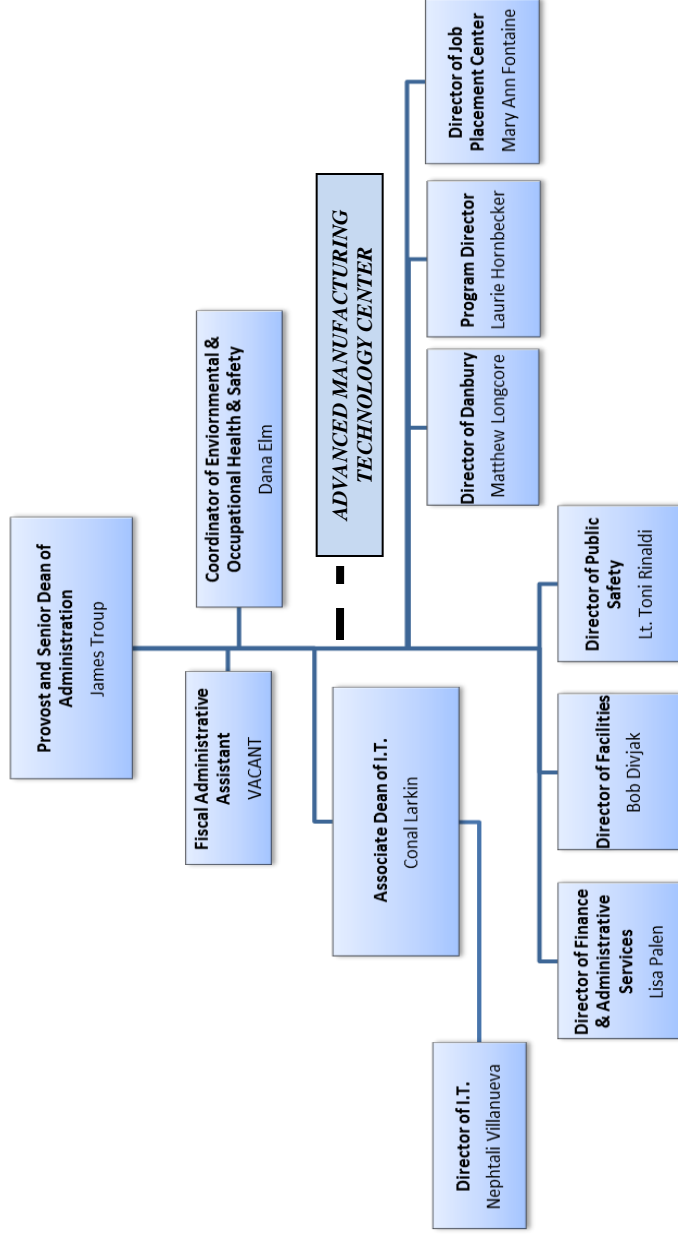 Provost and Senior Dean of
Administration
James Troup
Fiscal Administrative
Assistant
VACANT
Coordinator of Enviornmental &
Occupational Health & Safety
Dana Elm
ADVANCED MANUFACTURING
TECHNOLOGY CENTER
Associate Dean of I.T.
Conal Larkin
Director of I.T.
Nephtali Villanueva
Director of Danbury
Matthew Longcore
Program Director
Laurie Hornbecker
Director of Job
Placement Center
Mary Ann Fontaine
Director of Finance
& Administrative
Services
Lisa Palen
Director of Facilities
Bob Divjak
Director of Public
Safety
Lt. Toni Rinaldi